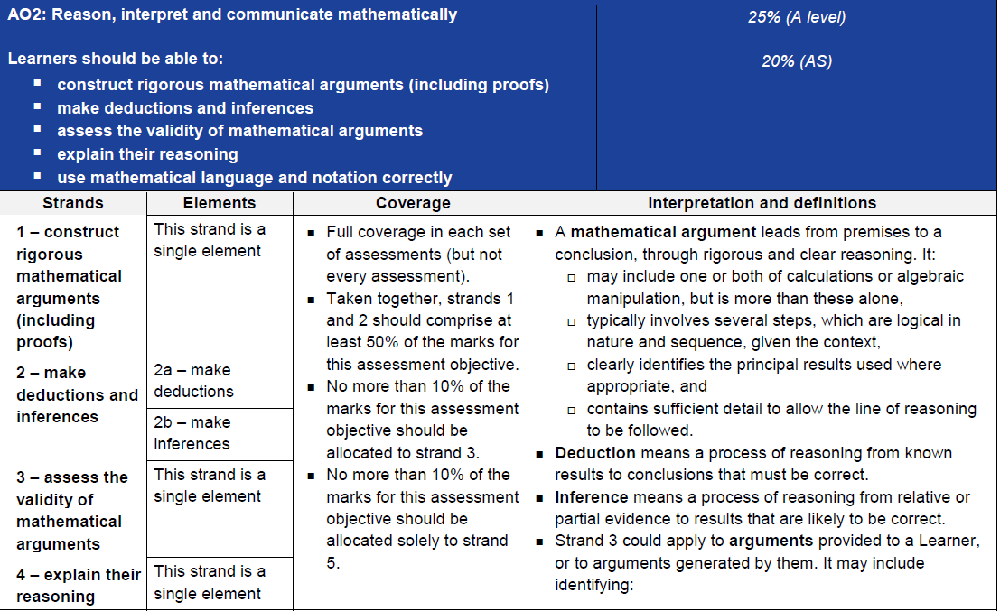 AO2: Reason, interpret and communicate mathematically
25% (A level)
20% (AS)
Learners should be able to:
▪ construct rigorous mathematical arguments (including proofs)
▪ make deductions and inferences
▪ assess the validity of mathematical arguments
▪ explain their reasoning
▪ use mathematical language and notation correctly
Strands
Elements
Coverage
Interpretation and definitions
1 – construct
rigorous
mathematical
arguments
(including
proofs)
This strand is a
single element
2 – make
deductions and
inferences
2a – make
deductions
2b – make
inferences
3 – assess the
validity of
mathematical
arguments
This strand is a
single element
4 – explain their
reasoning
This strand is a
single element
▪ Full coverage in each set
of assessments (but not
every assessment).
▪ Taken together, strands 1
and 2 should comprise at
least 50% of the marks for
this assessment objective.
▪ No more than 10% of the
marks for this assessment
objective should be
allocated to strand 3.
▪ No more than 10% of the
marks for this assessment
objective should be
allocated solely to strand
5.
▪ A mathematical argument leads from premises to a
conclusion, through rigorous and clear reasoning. It:
▫ may include one or both of calculations or algebraic
manipulation, but is more than these alone,
▫ typically involves several steps, which are logical in
nature and sequence, given the context,
▫ clearly identifies the principal results used where
appropriate, and
▫ contains sufficient detail to allow the line of reasoning
to be followed.
▪ Deduction means a process of reasoning from known
results to conclusions that must be correct.
▪ Inference means a process of reasoning from relative or
partial evidence to results that are likely to be correct.
▪ Strand 3 could apply to arguments provided to a Learner,
or to arguments generated by them. It may include
identifying: